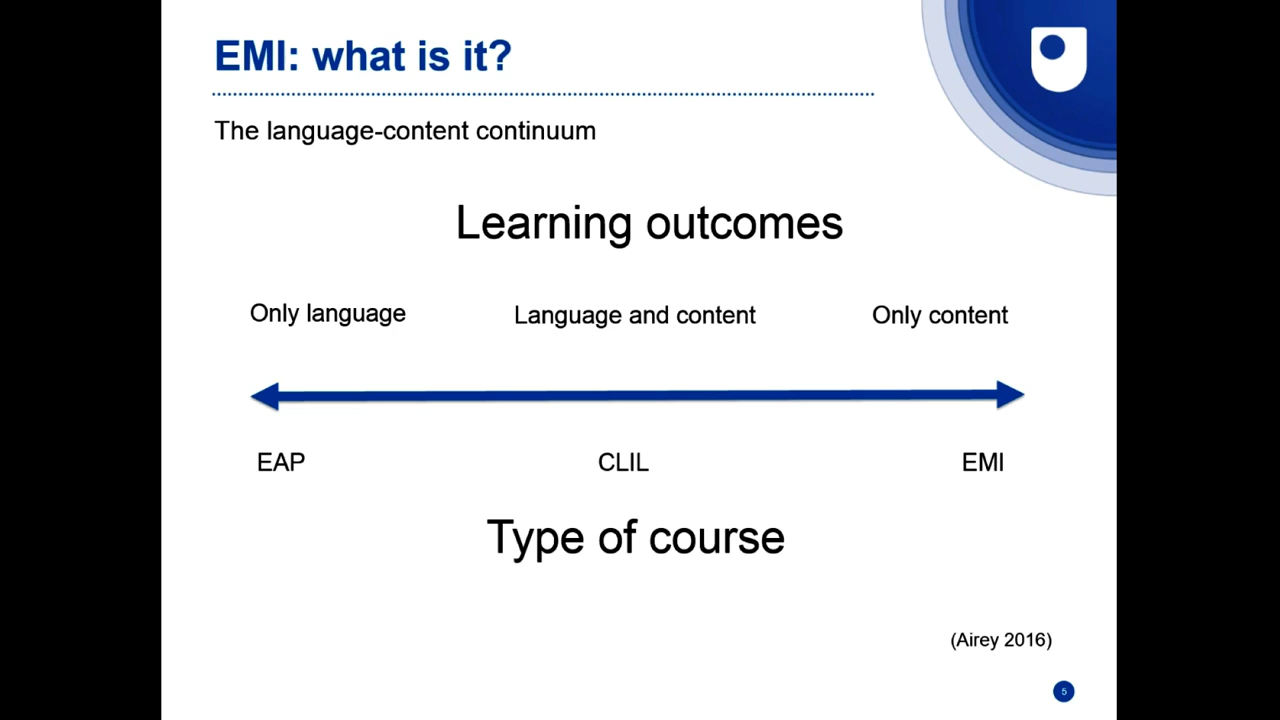 EMI: what is it?
The language-content continuum
Learning outcomes
Only language
Language and content
Only content
EAP
CLIL
EMI
Type of course
(Airey 2016)
5